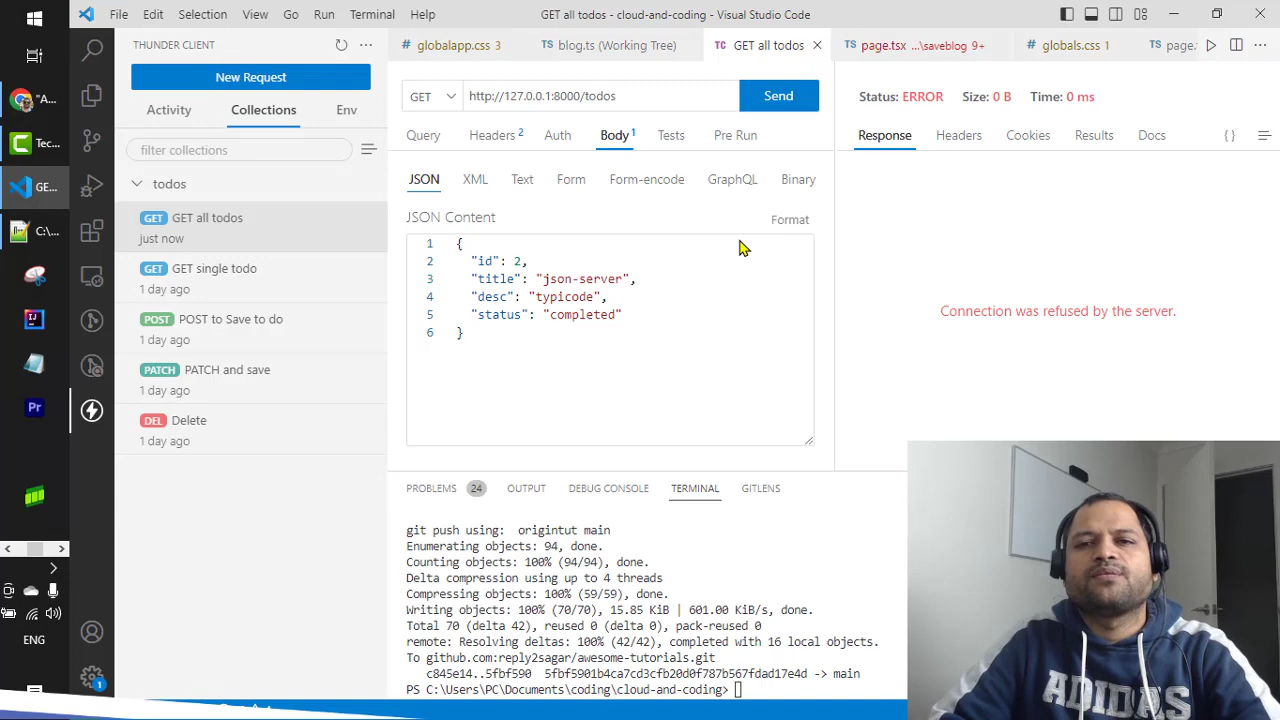 File Edit Selection View Go Run Terminal Help
GET all todos - cloud-and-coding - Visual Studio Code
THUNDER CLIENT
New Request
Activity Collections Env
filter collections
todos
GET GET all todos
just now
GET GET single todo
1 day ago
POST POST to Save to do
1 day ago
PATCH PATCH and save
1 day ago
DEL Delete
1 day ago
"A...
Tec...
GE...
C:\...
Pr
ENG
1
globalapp.css 3 blog.ts (Working Tree) TC GET all todos page.tsx ...\saveblog 9+ globals.css 1 page.
GET http://127.0.0.1:8000/todos Send
Query Headers 2 Auth Body 1 Tests Pre Run
JSON XML Text Form Form-encode GraphQL Binary
JSON Content Format
1 {
2 "id": 2,
3 "title": "json-server",
4 "desc": "typicode",
5 "status": "completed"
6 }
Status: ERROR Size: 0 B Time: 0 ms
Response Headers Cookies Results Docs { }
Connection was refused by the server.
PROBLEMS 24 OUTPUT DEBUG CONSOLE TERMINAL GITLENS
git push using: origintut main
Enumerating objects: 94, done.
Counting objects: 100% (94/94), done.
Delta compression using up to 4 threads
Compressing objects: 100% (59/59), done.
Writing objects: 100% (70/70), 15.85 KiB | 601.00 KiB/s, done.
Total 70 (delta 42), reused 0 (delta 0), pack-reused 0
remote: Resolving deltas: 100% (42/42), completed with 16 local objects.
To github.com:reply2sagar/awesome-tutorials.git
c845e14..5fbf590 5fbf5901b4ca7cd3cfb20d0f787b567fdad17e4d -> main
PS C:\Users\PC\Documents\coding\cloud-and-coding>
ADIDAS